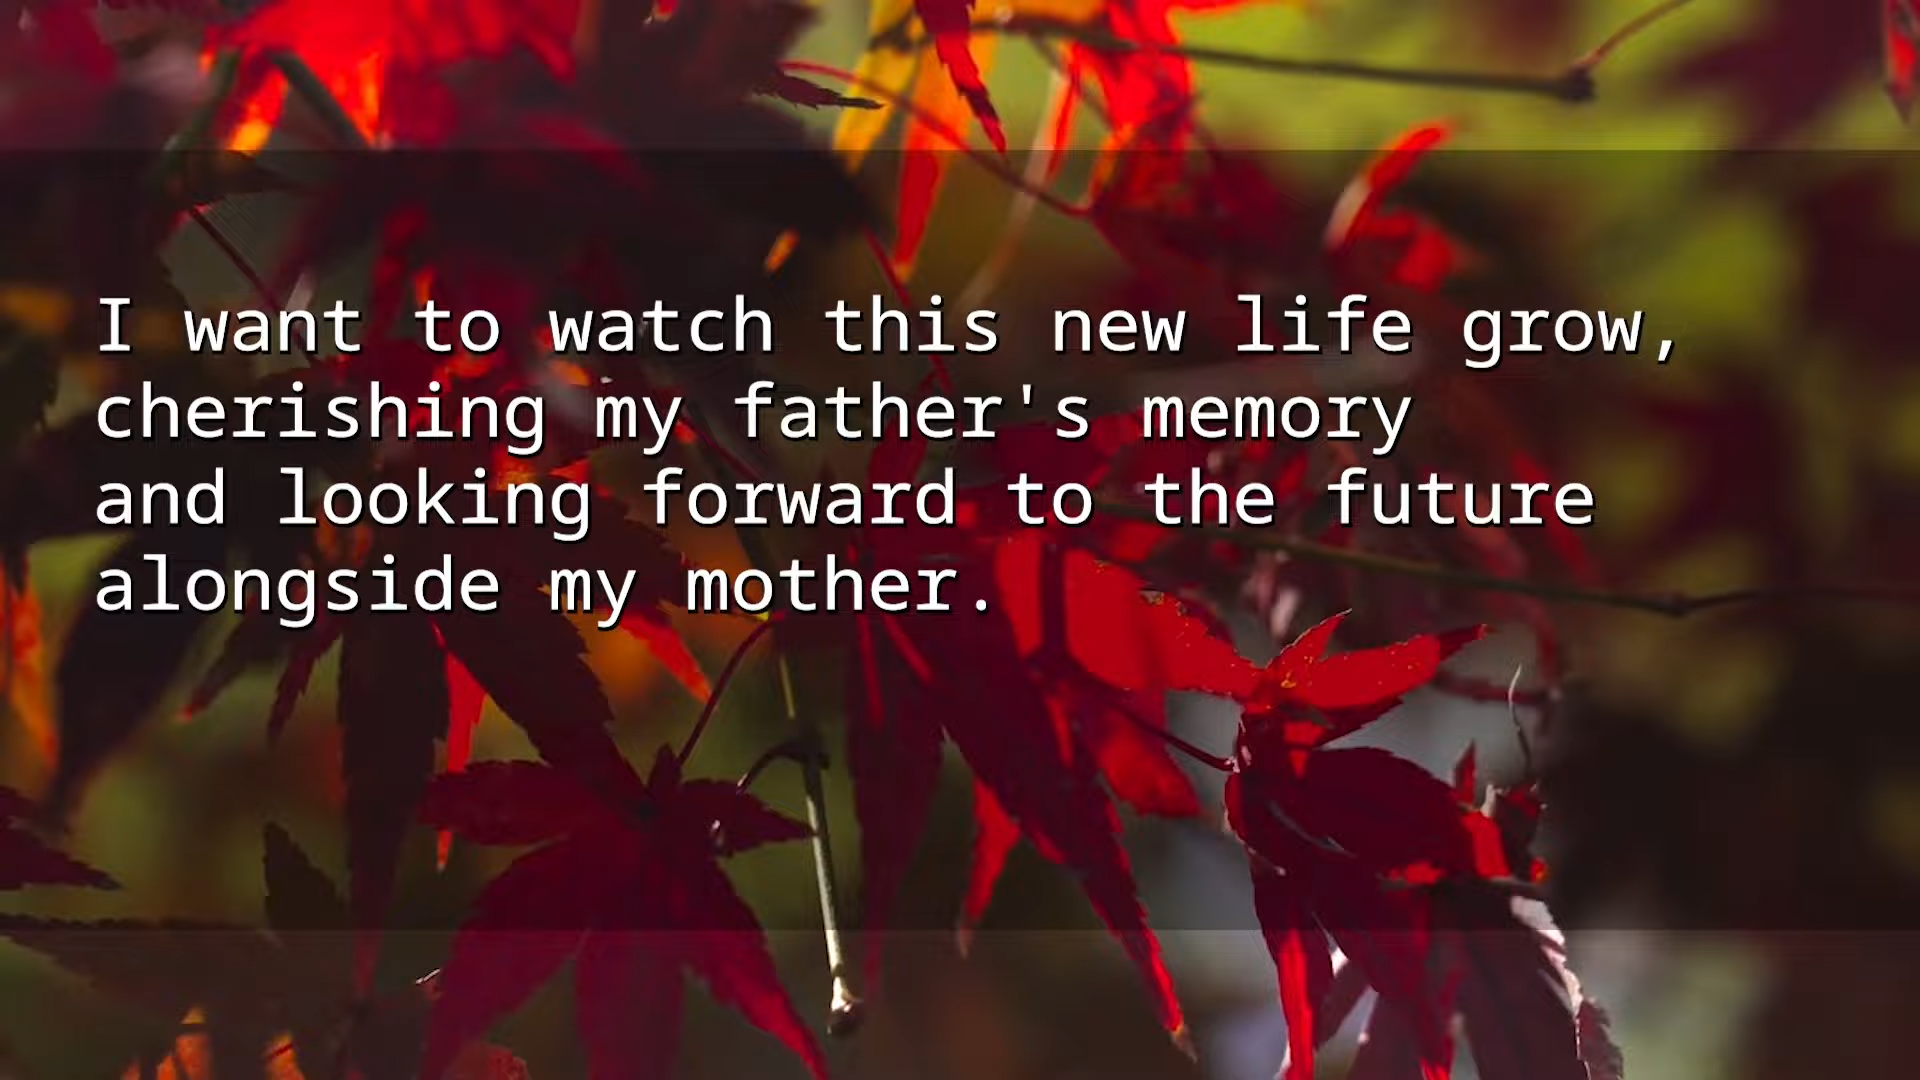 I want to watch this new life grow,
cherishing my father's memory
and looking forward to the future
alongside my mother.